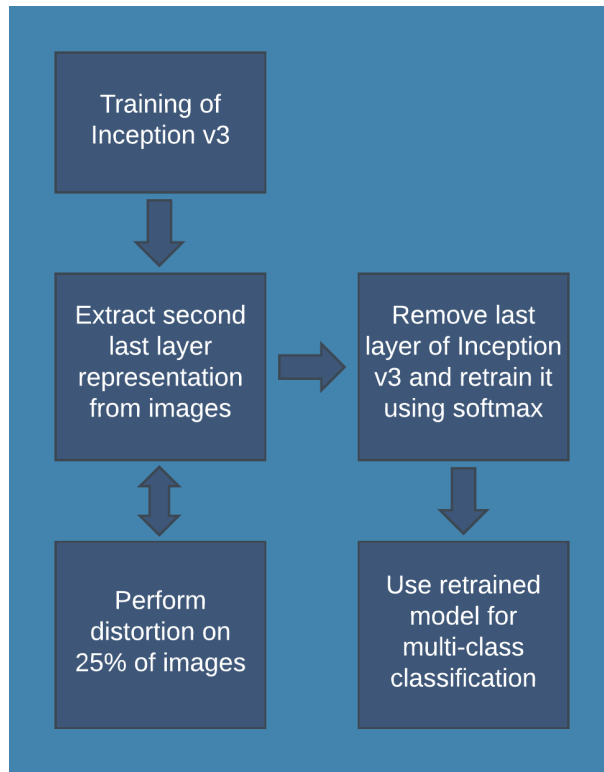 Training of
Inception v3
Extract second
last layer
representation
from images
Remove last
layer of Inception
v3 and retrain it
using softmax
Perform
distortion on
25% of images
Use retrained
model for
multi-class
classification